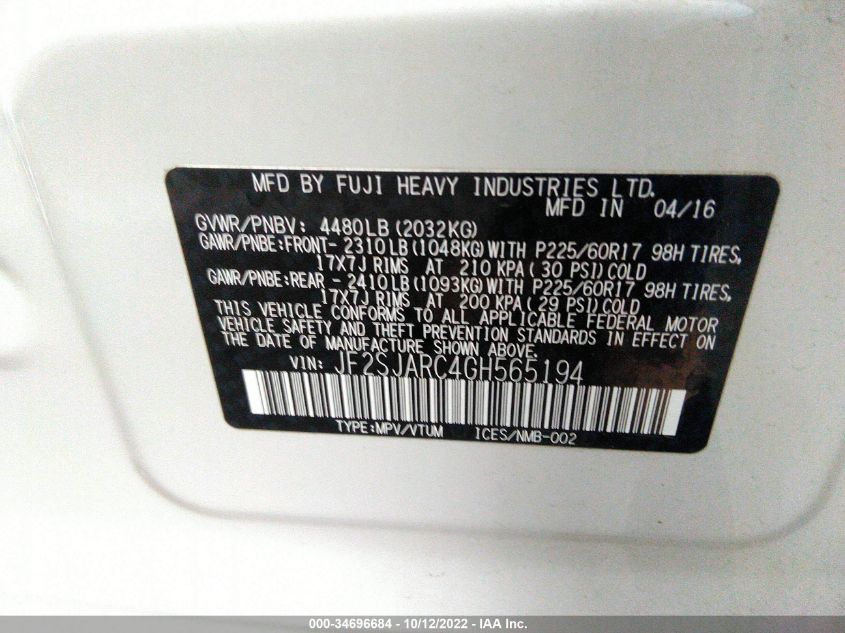 MFD BY FUJI HEAVY INDUSTRIES LTD.
MFD IN 04/16
GVWR/PNBV: 4480LB (2032KG)
GAWR/PNBE:FRONT- 2310LB (1048KG) WITH P225/60R17 98H TIRES,
17X7J RIMS AT 210 KPA ( 30 PSI) COLD
GAWR/PNBE:REAR - 2410LB (1093KG) WITH P225/60R17 98H TIRES,
17X7J RIMS AT 200 KPA ( 29 PSI) COLD
THIS VEHICLE CONFORMS TO ALL APPLICABLE FEDERAL MOTOR
VEHICLE SAFETY AND THEFT PREVENTION STANDARDS IN EFFECT ON
THE DATE OF MANUFACTURE SHOWN ABOVE.
VIN: JF2SJARC4GH565194
TYPE:MPV/VTUM ICES/NMB-002
000-34696684 - 10/12/2022 - IAA Inc.